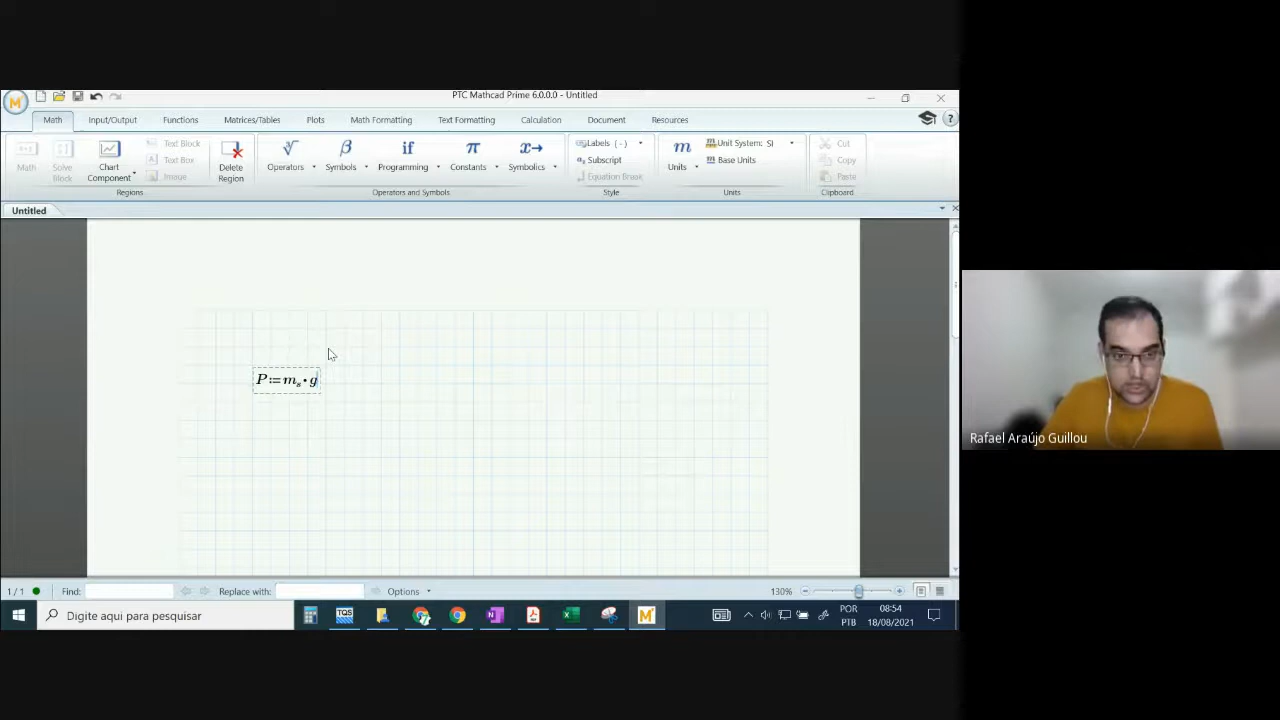 PTC Mathcad Prime 6.0.0.0 - Untitled
Math Input/Output Functions Matrices/Tables Plots Math Formatting Text Formatting Calculation Document Resources
Math
Solve Block
Chart Component
Text Block
Text Box
Image
Regions
Delete Region
Operators
Symbols
if
Programming
π
Constants
Symbolics
Operators and Symbols
Labels ( - )
Subscript
Equation Break
Style
m
Units
Unit System: SI
Base Units
Units
Cut
Copy
Paste
Clipboard
Untitled
P:=mₛ·g
Rafael Araújo Guillou
1 / 1 Find: Replace with: Options 130%
Digite aqui para pesquisar
TQS
POR
PTB
08:54
18/08/2021